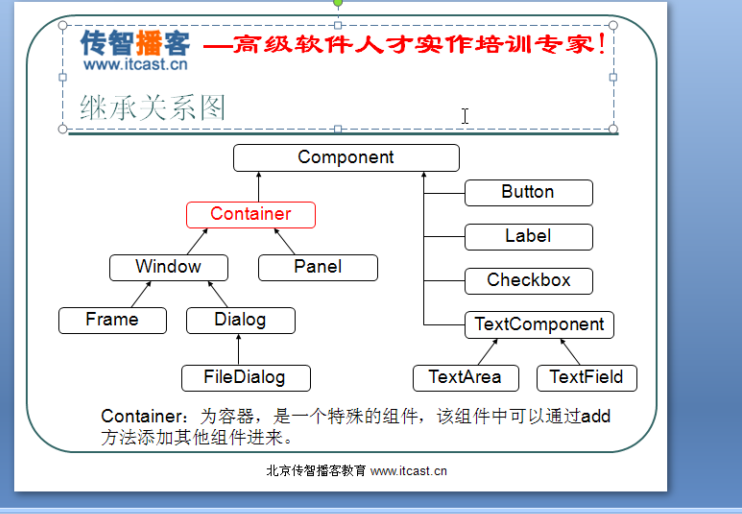 传智播客 —高级软件人才实作培训专家!
www.itcast.cn
继承关系图
Component
Button
Container
Label
Window
Panel
Checkbox
Frame
Dialog
TextComponent
FileDialog
TextArea
TextField
Container：为容器，是一个特殊的组件，该组件中可以通过add
方法添加其他组件进来。
北京传智播客教育 www.itcast.cn